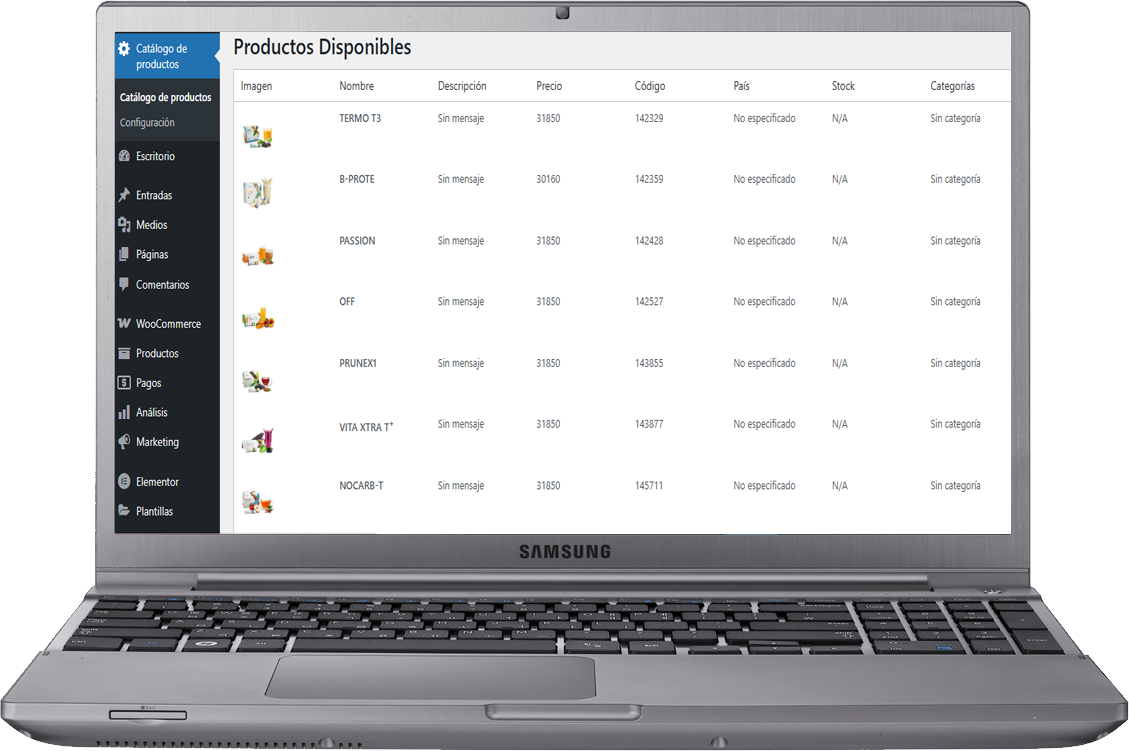 Catálogo de
productos
Catálogo de productos
Configuración
Escritorio
Entradas
Medios
Páginas
Comentarios
WooCommerce
Productos
Pagos
Análisis
Marketing
Elementor
Plantillas
Productos Disponibles
Imagen Nombre Descripción Precio Código País Stock Categorías
TERMO T3 Sin mensaje 31850 142329 No especificado N/A Sin categoría
B-PROTE Sin mensaje 30160 142359 No especificado N/A Sin categoría
PASSION Sin mensaje 31850 142428 No especificado N/A Sin categoría
OFF Sin mensaje 31850 142527 No especificado N/A Sin categoría
PRUNEX1 Sin mensaje 31850 143855 No especificado N/A Sin categoría
VITA XTRA T+ Sin mensaje 31850 143877 No especificado N/A Sin categoría
NOCARB-T Sin mensaje 31850 145711 No especificado N/A Sin categoría
SAMSUNG